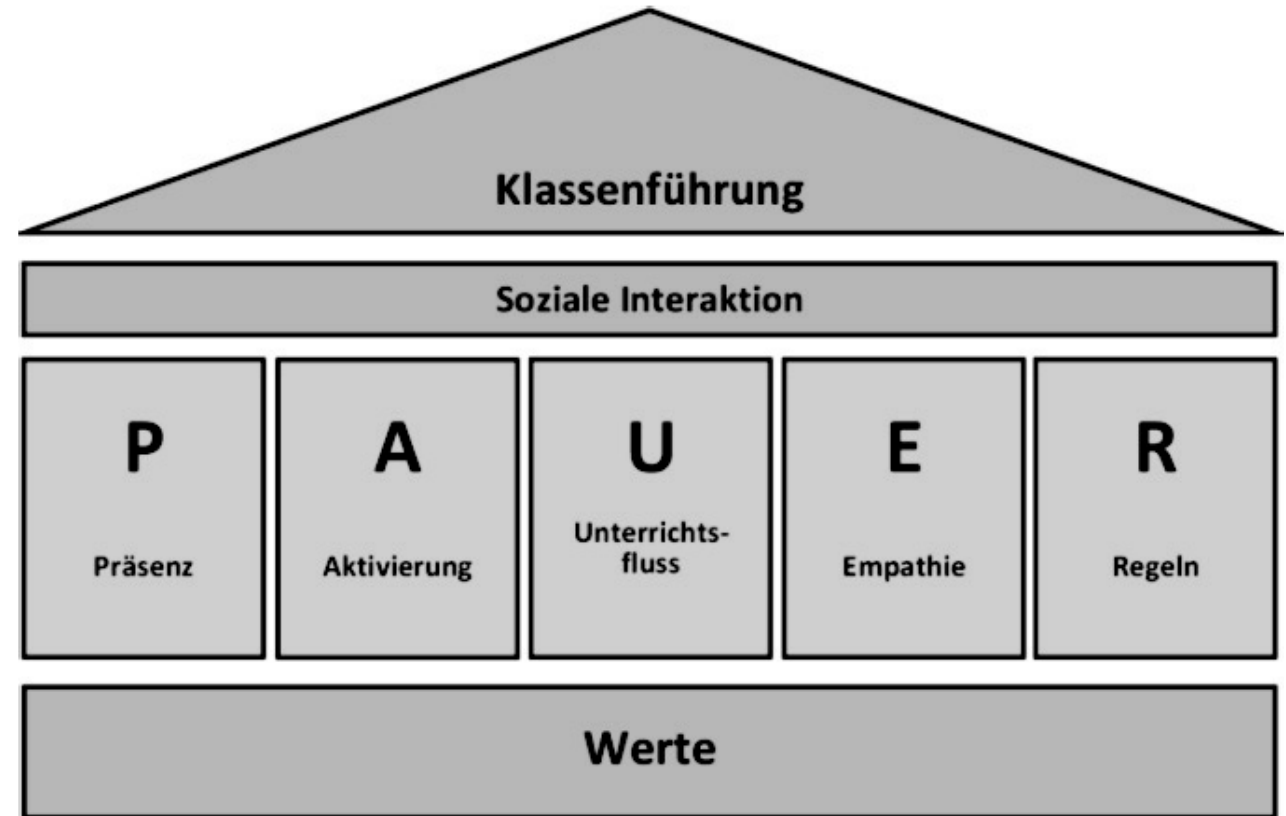 Klassenführung
Soziale Interaktion
P
Präsenz
A
Aktivierung
U
Unterrichts-
fluss
E
Empathie
R
Regeln
Werte